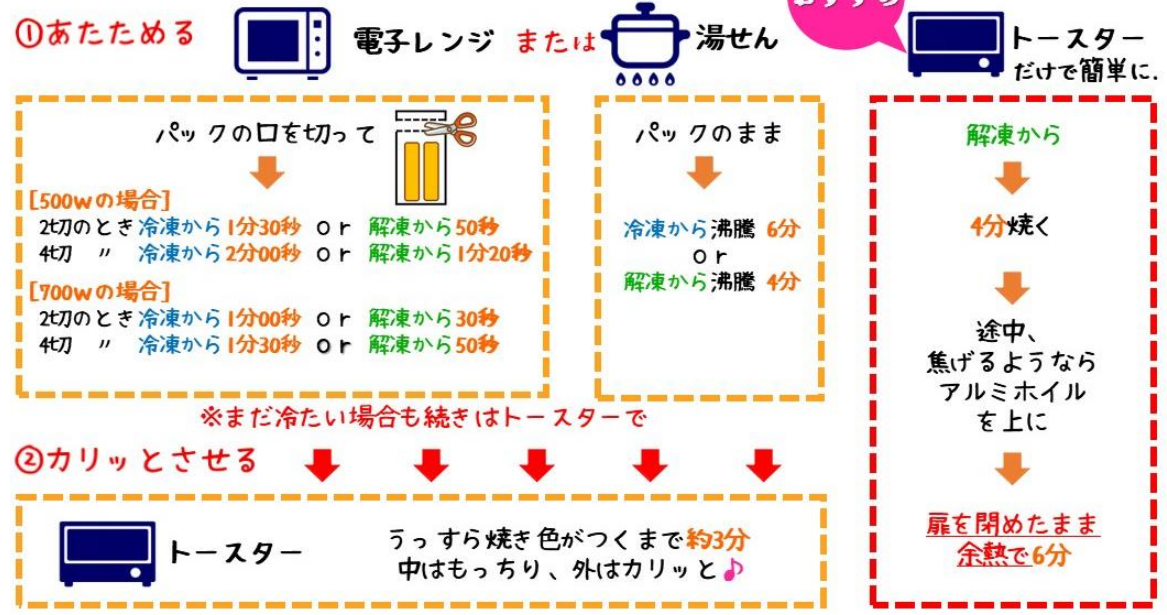 ①あたためる
電子レンジ または 湯せん
おすすめ
トースター
だけで簡単に.
パックの口を切って
[500wの場合]
2切のとき 冷凍から 1分30秒 or 解凍から 50秒
4切 〃 冷凍から 2分00秒 or 解凍から 1分20秒
[700wの場合]
2切のとき 冷凍から 1分00秒 or 解凍から 30秒
4切 〃 冷凍から 1分30秒 or 解凍から 50秒
パックのまま
冷凍から沸騰 6分
or
解凍から沸騰 4分
※まだ冷たい場合も続きはトースターで
②カリッとさせる
トースター
うっすら焼き色がつくまで約3分
中はもっちり、外はカリッと♪
解凍から
4分焼く
途中、
焦げるようなら
アルミホイル
を上に
扉を閉めたまま
余熱で6分